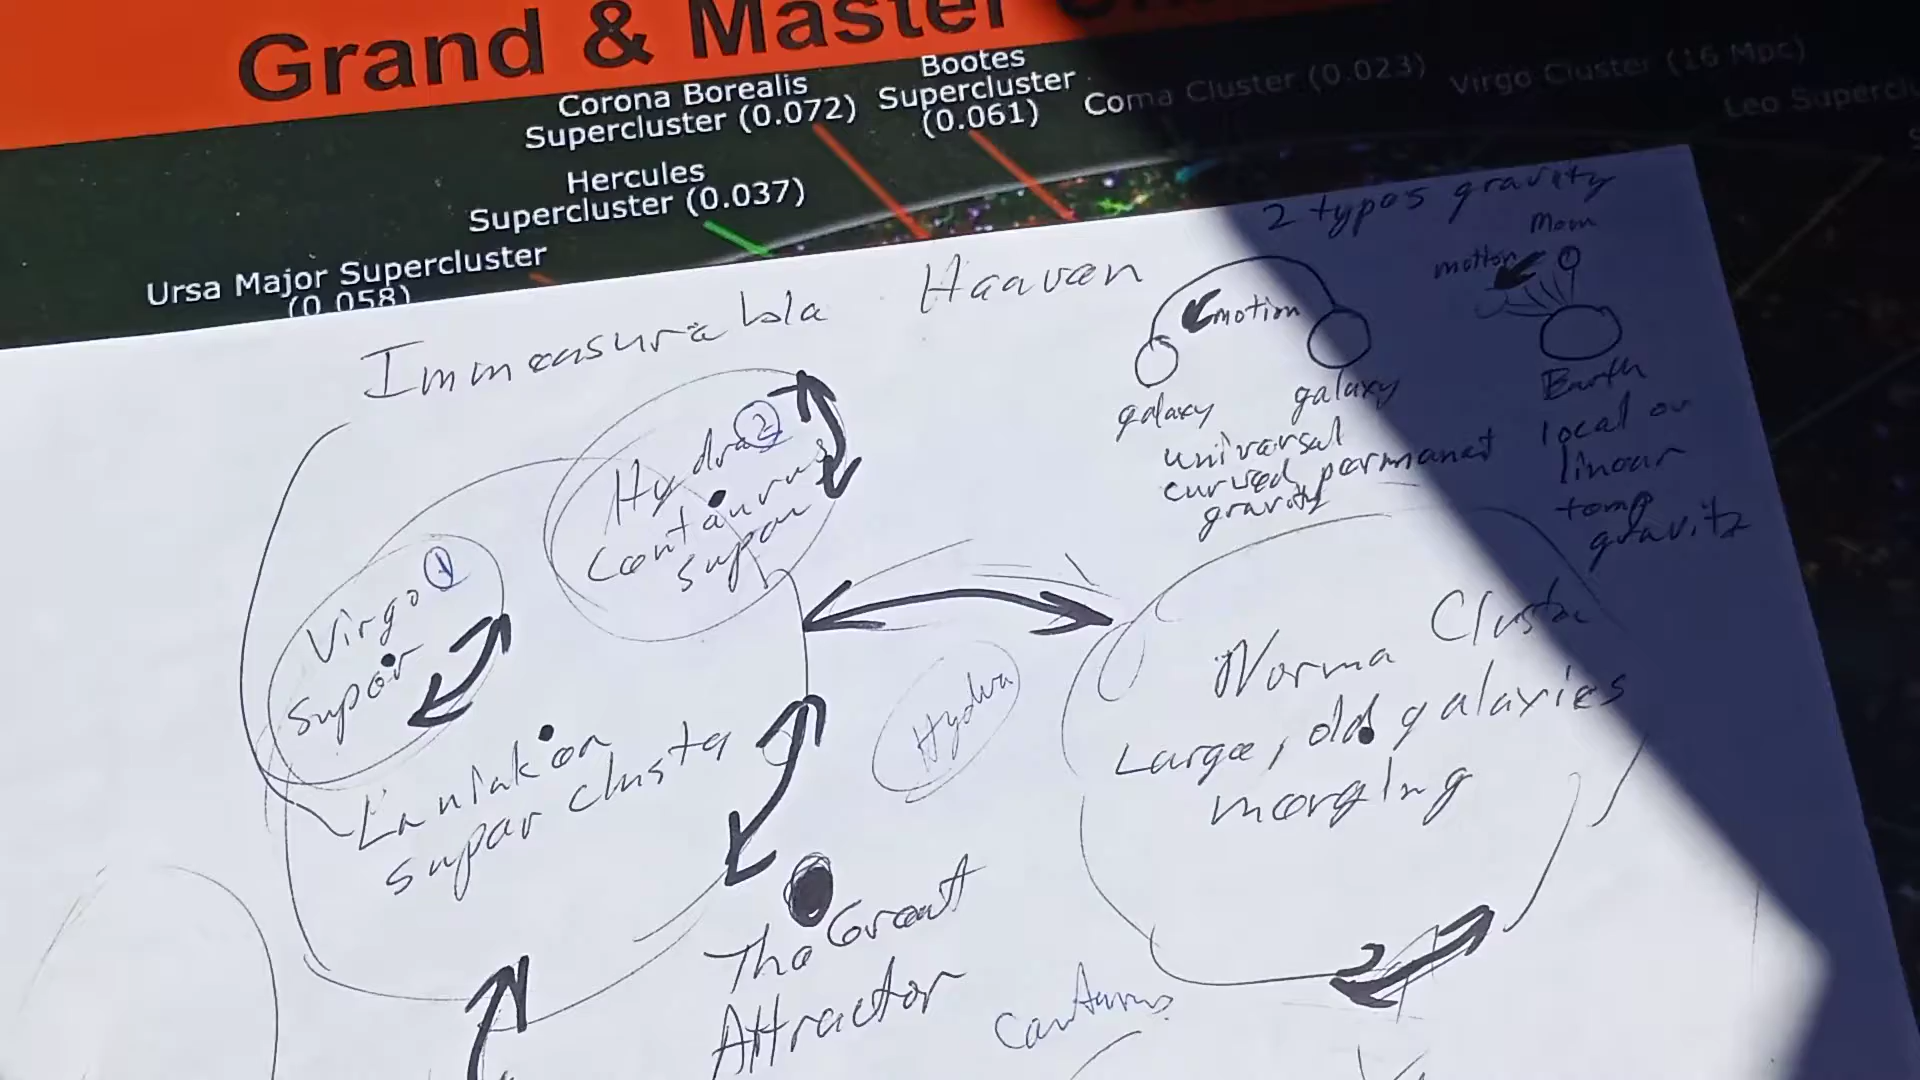 Grand & Master
Corona Borealis
Supercluster (0.072)
Bootes
Supercluster
(0.061)
Coma Cluster (0.023)
Virgo Cluster (16 Mpc)
Leo Superclu
Hercules
Supercluster (0.037)
Ursa Major Supercluster
(0.058)
2 types gravity
Immeasurable Heaven
motion
galaxy galaxy
universal
curved permanent
gravity
Moon
motion
Earth
local or
linear
temp
gravity
Hydra 2
Centaurus
super
Virgo 1
super
Laniakean
super cluster
Hydra
Norma Cluster
Large, old galaxies
merging
The Great
Attractor